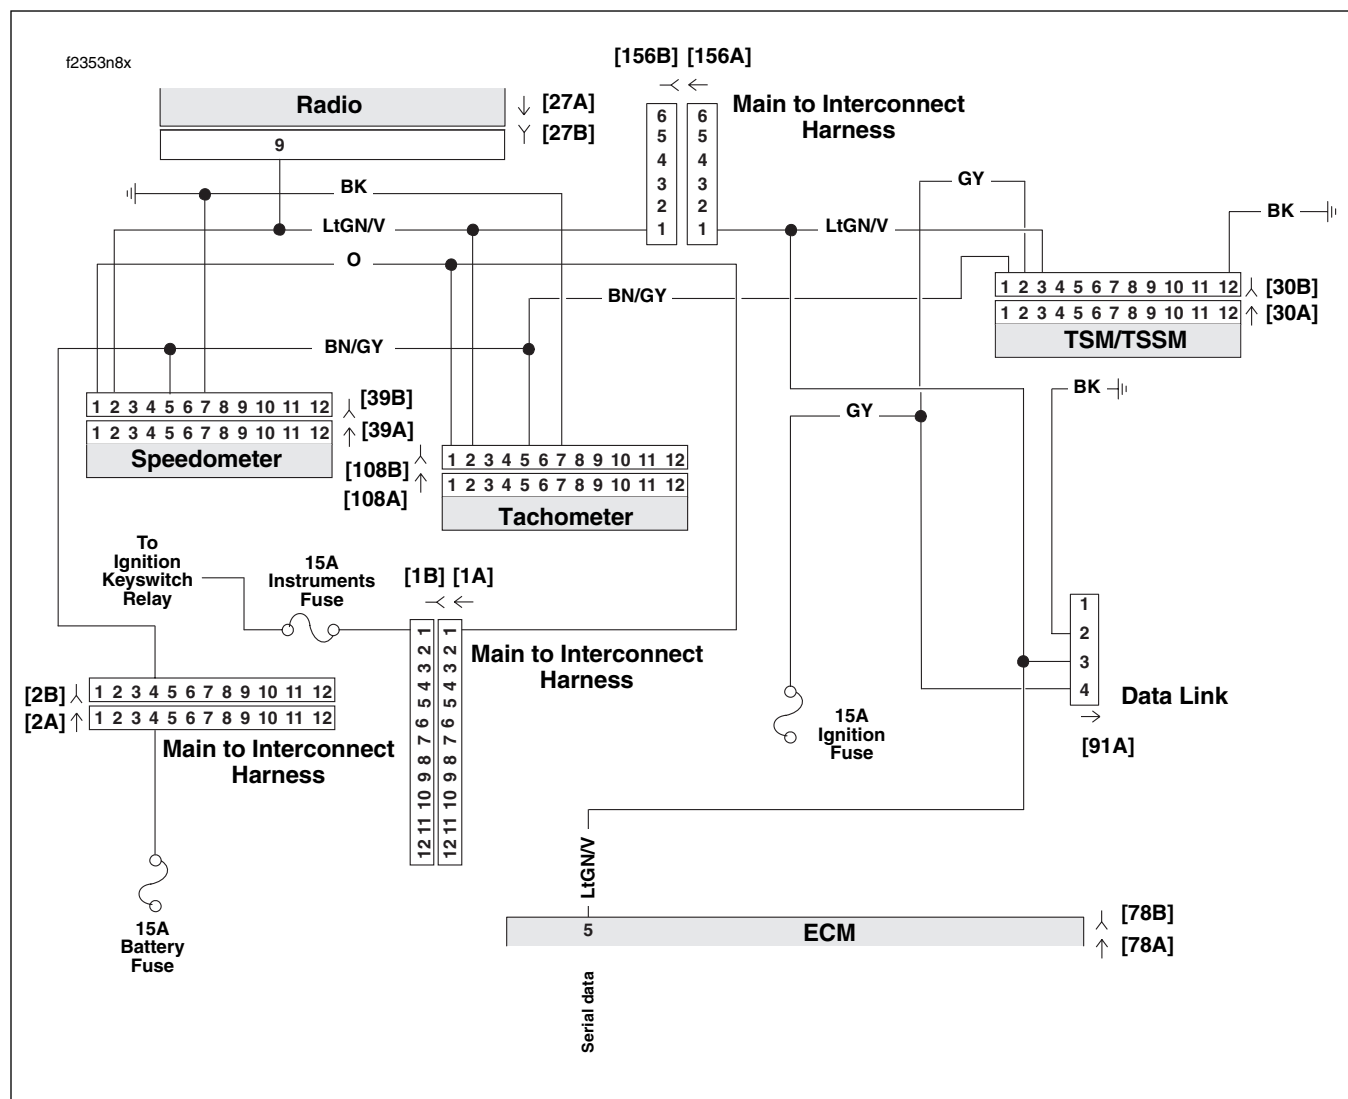 f2353n8x
[156B] [156A]
Radio
[27A]
[27B]
9
Main to Interconnect
Harness
6 6
5 5
4 4
3 3
2 2
1 1
BK
LtGN/V
O
GY
LtGN/V
BK
BN/GY
BN/GY
1 2 3 4 5 6 7 8 9 10 11 12
[30B]
1 2 3 4 5 6 7 8 9 10 11 12
[30A]
TSM/TSSM
1 2 3 4 5 6 7 8 9 10 11 12
[39B]
1 2 3 4 5 6 7 8 9 10 11 12
[39A]
Speedometer
BK
GY
1 2 3 4 5 6 7 8 9 10 11 12
[108B]
1 2 3 4 5 6 7 8 9 10 11 12
[108A]
Tachometer
To
Ignition
Keyswitch
Relay
15A
Instruments
Fuse
[1B] [1A]
1 2 3 4 5 6 7 8 9 10 11 12
1 2 3 4 5 6 7 8 9 10 11 12
Main to Interconnect
Harness
1
2
3
4
Data Link
[91A]
[2B]
1 2 3 4 5 6 7 8 9 10 11 12
[2A]
1 2 3 4 5 6 7 8 9 10 11 12
Main to Interconnect
Harness
15A
Ignition
Fuse
15A
Battery
Fuse
LtGN/V
5
ECM
[78B]
[78A]
Serial data